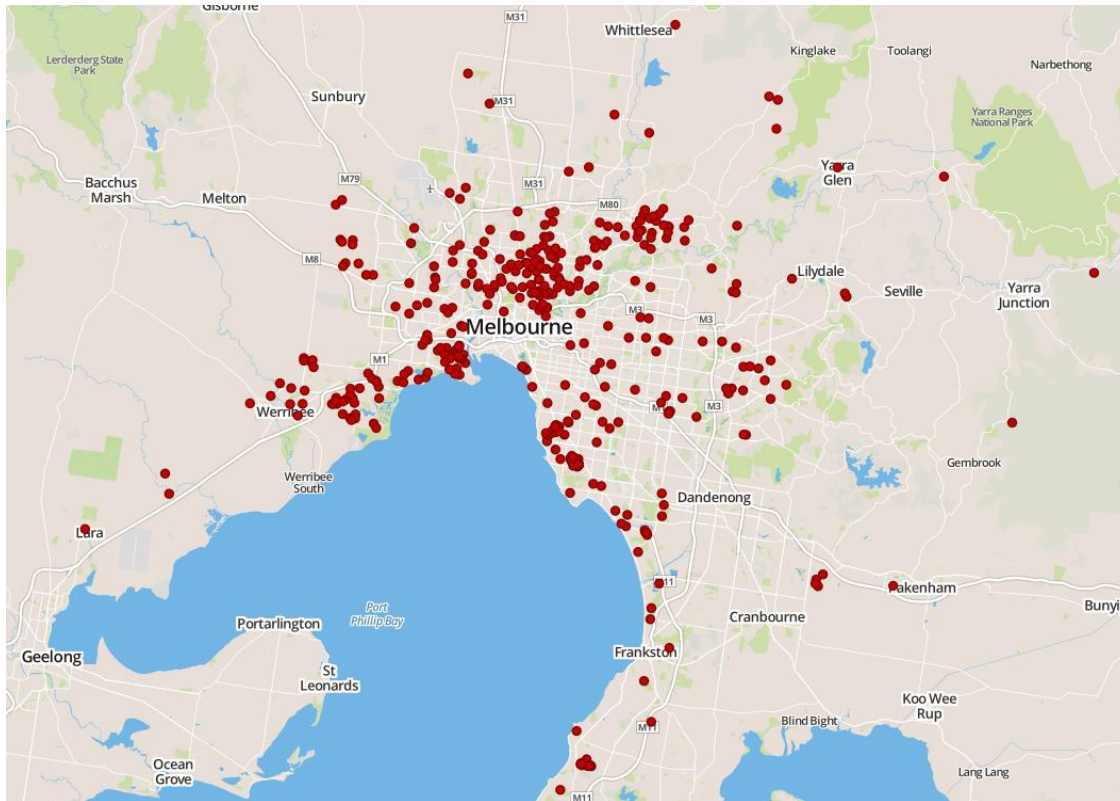 Gisborne
M31
Whittlesea
Kinglake
Toolangi
Lerderderg State
Park
Narbethong
Sunbury
M31
Yarra Ranges
National Park
Yarra
Glen
Bacchus
Marsh
M79
M31
Melton
M80
M8
Lilydale
Seville
Yarra
Junction
M3
M3
Melbourne
M1
Werribee
M3
Gembrook
Werribee
South
Dandenong
Lara
M11
Pakenham
Port
Phillip Bay
Cranbourne
Bunyi
Portarlington
Geelong
St
Leonards
Frankston
Koo Wee
Rup
M11
Blind Bight
Ocean
Grove
Lang Lang
M11